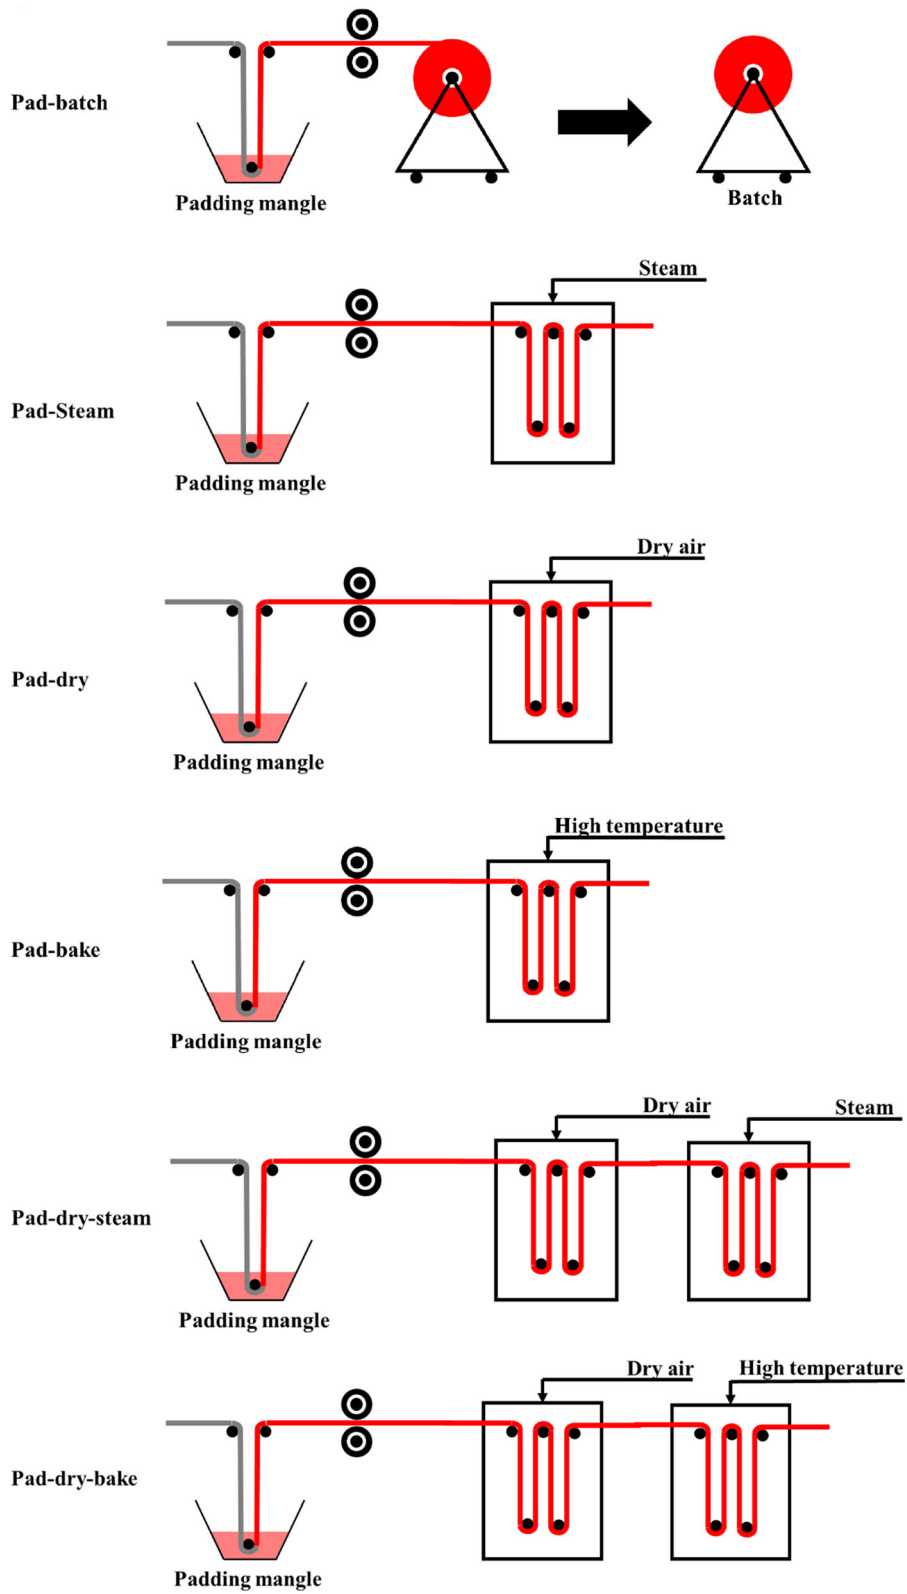 Pad-batch
Padding mangle
Batch
Steam
Pad-Steam
Padding mangle
Dry air
Pad-dry
Padding mangle
High temperature
Pad-bake
Padding mangle
Dry air
Steam
Pad-dry-steam
Padding mangle
Dry air
High temperature
Pad-dry-bake
Padding mangle